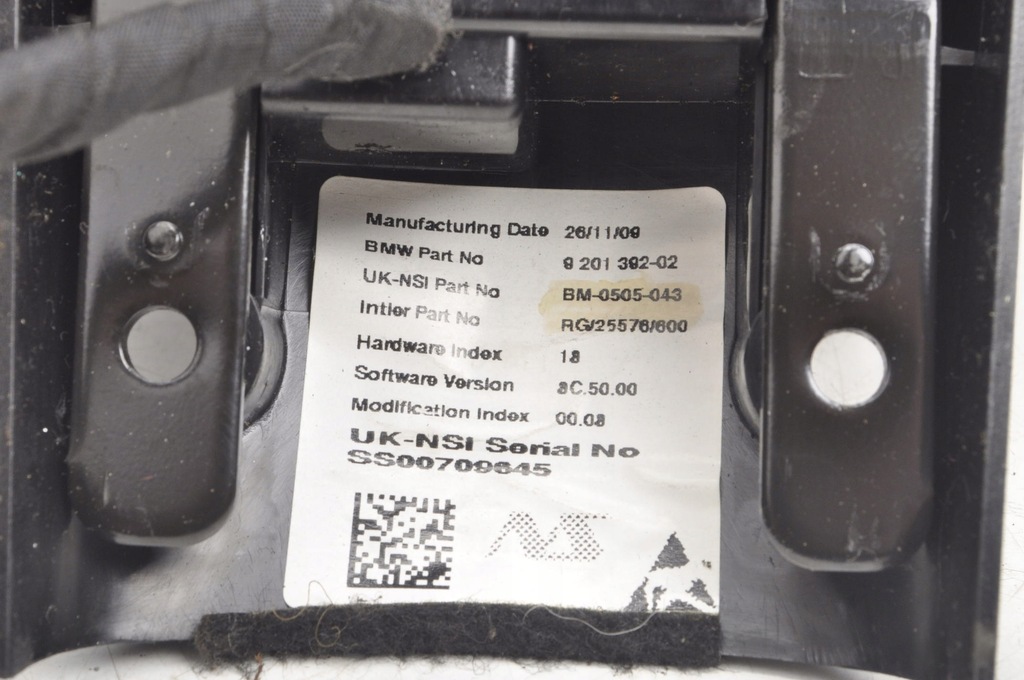 Manufacturing Date 26/11/09
BMW Part No 9 201 392-02
UK-NSI Part No BM-0505-043
Intier Part No RG/25576/600
Hardware Index 18
Software Version 8C.50.00
Modification Index 00.08
UK-NSI Serial No
SS00709645